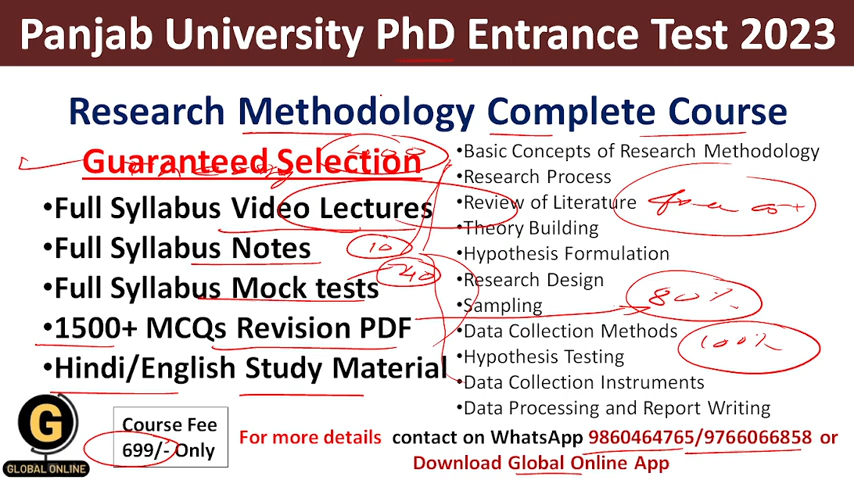 Panjab University PhD Entrance Test 2023
Research Methodology Complete Course
Guaranteed Selection
•Full Syllabus Video Lectures
•Full Syllabus Notes
10
•Full Syllabus Mock tests
40
•1500+ MCQs Revision PDF
•Hindi/English Study Material
•Basic Concepts of Research Methodology
•Research Process
•Review of Literature
•Theory Building
•Hypothesis Formulation
•Research Design
•Sampling
80%
•Data Collection Methods
100%
•Hypothesis Testing
•Data Collection Instruments
•Data Processing and Report Writing
G
GLOBAL ONLINE
Course Fee
699/- Only
For more details contact on WhatsApp 9860464765/9766066858 or
Download Global Online App